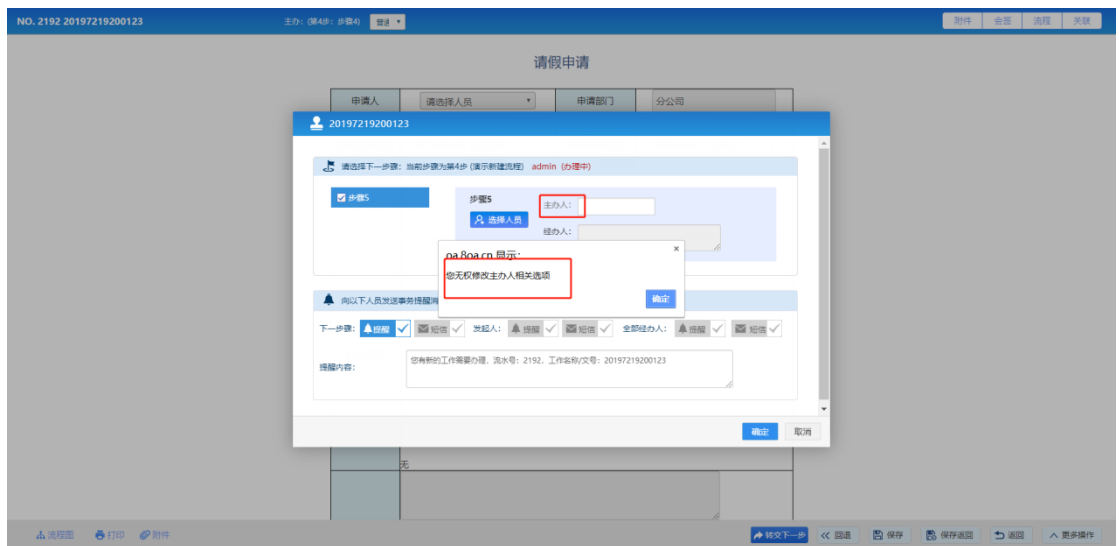 NO. 2192 20197219200123 主办: (第4步: 步骤4) 普通 附件 会签 流程 关联
请假申请
申请人 请选择人员 申请部门 分公司
20197219200123
请选择下一步骤: 当前步骤为第4步 (演示新建流程) admin (办理中)
步骤5 步骤5 主办人:
选择人员
经办人:
oa.8oa.cn 显示:
您无权修改主办人相关选项
确定
向以下人员发送事务提醒消
下一步骤: 提醒 短信 发起人: 提醒 短信 全部经办人: 提醒 短信
提醒内容: 您有新的工作需要办理, 流水号: 2192, 工作名称/文号: 20197219200123
确定 取消
无
流程图 打印 附件 转交下一步 回退 保存 保存返回 返回 更多操作